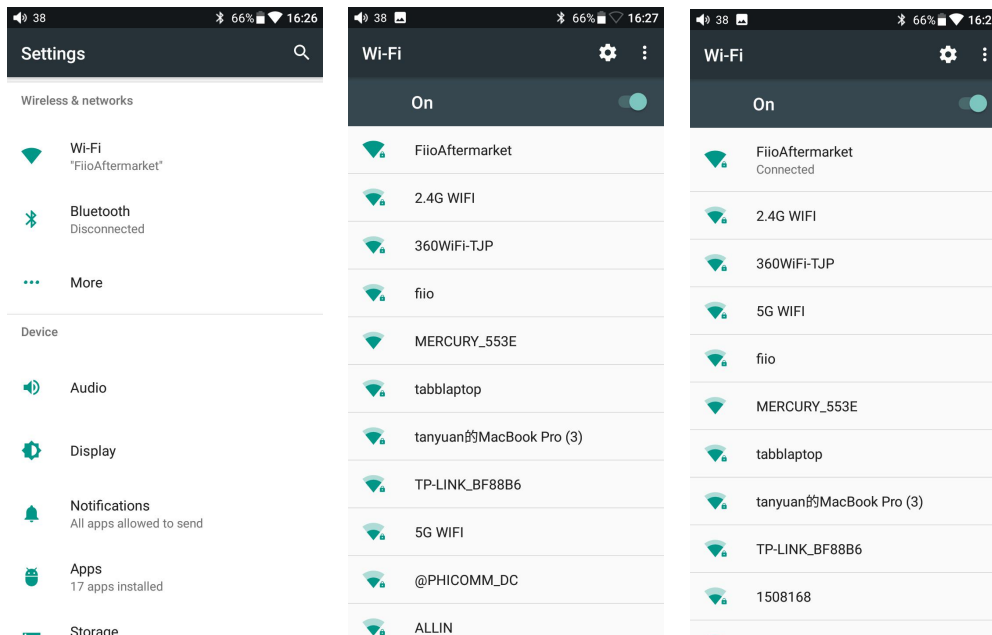 38
66%
16:26
Settings
Wireless & networks
Wi-Fi
"FiioAftermarket"
Bluetooth
Disconnected
More
Device
Audio
Display
Notifications
All apps allowed to send
Apps
17 apps installed
Storage
38
66%
16:27
Wi-Fi
On
FiioAftermarket
2.4G WIFI
360WiFi-TJP
fiio
MERCURY_553E
tabblaptop
tanyuan的MacBook Pro (3)
TP-LINK_BF88B6
5G WIFI
@PHICOMM_DC
ALLIN
38
66%
16:2
Wi-Fi
On
FiioAftermarket
Connected
2.4G WIFI
360WiFi-TJP
5G WIFI
fiio
MERCURY_553E
tabblaptop
tanyuan的MacBook Pro (3)
TP-LINK_BF88B6
1508168